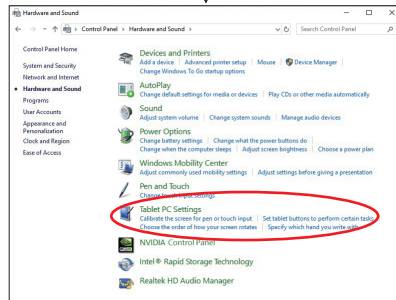 Hardware and Sound
Control Panel > Hardware and Sound >
Search Control Panel
Control Panel Home
System and Security
Network and Internet
Hardware and Sound
Programs
User Accounts
Appearance and
Personalization
Clock and Region
Ease of Access
Devices and Printers
Add a device | Advanced printer setup | Mouse | Device Manager
Change Windows To Go startup options
AutoPlay
Change default settings for media or devices | Play CDs or other media automatically
Sound
Adjust system volume | Change system sounds | Manage audio devices
Power Options
Change battery settings | Change what the power buttons do
Change when the computer sleeps | Adjust screen brightness | Choose a power plan
Windows Mobility Center
Adjust commonly used mobility settings | Adjust settings before giving a presentation
Pen and Touch
Change touch input settings
Tablet PC Settings
Calibrate the screen for pen or touch input | Set tablet buttons to perform certain tasks
Choose the order of how your screen rotates | Specify which hand you write with
NVIDIA Control Panel
Intel® Rapid Storage Technology
Realtek HD Audio Manager